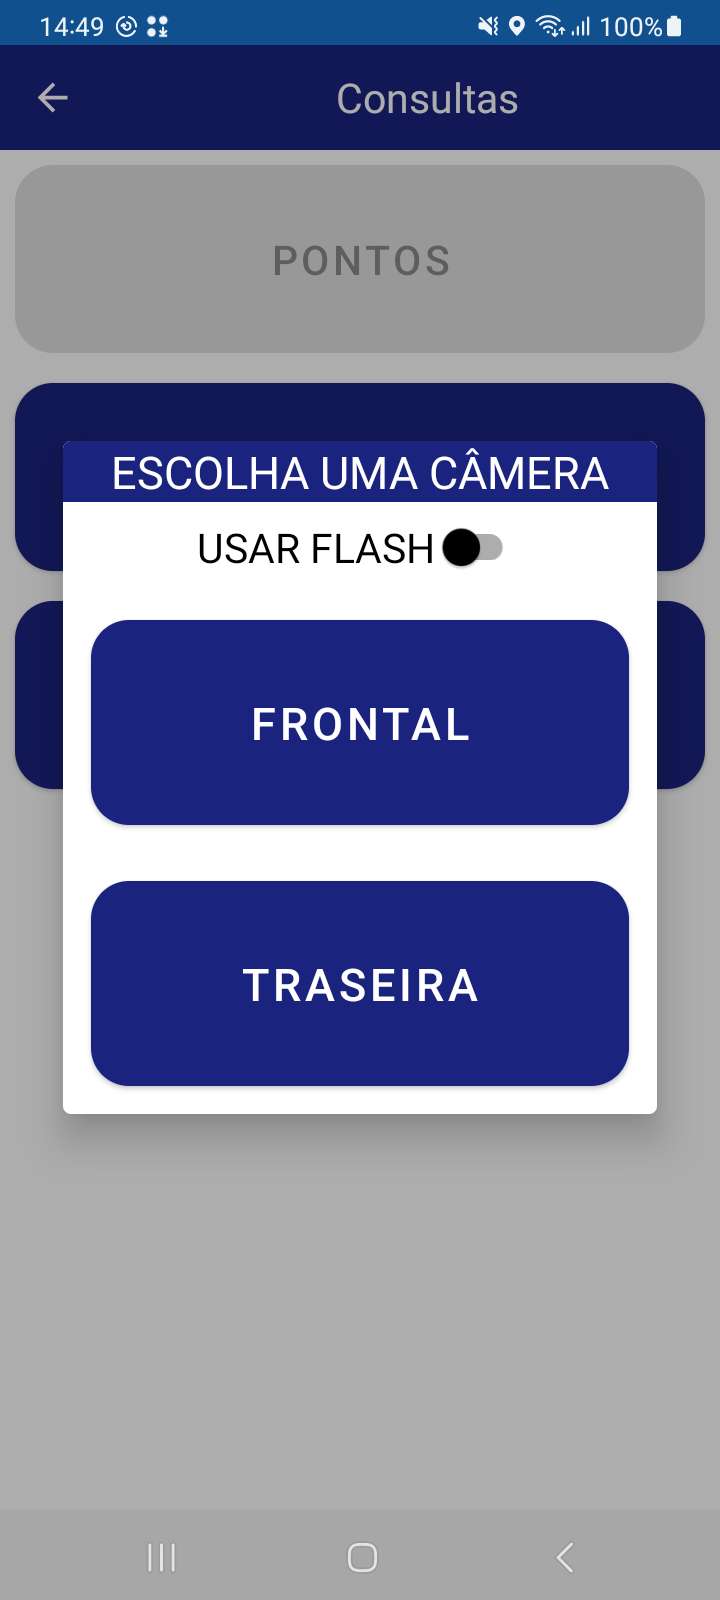 14:49
100%
Consultas
PONTOS
ESCOLHA UMA CÂMERA
USAR FLASH
FRONTAL
TRASEIRA